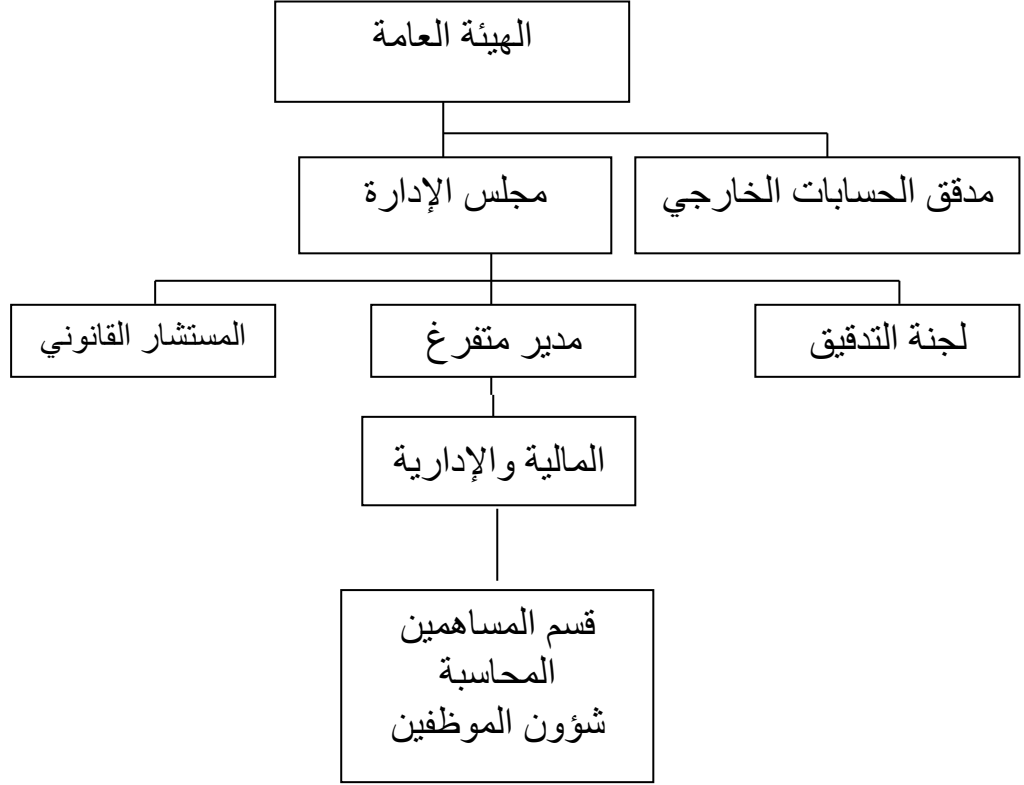 الهيئة العامة
مدقق الحسابات الخارجي
مجلس الإدارة
لجنة التدقيق
مدير متفرغ
المستشار القانوني
المالية والإدارية
قسم المساهمين
المحاسبة
شؤون الموظفين